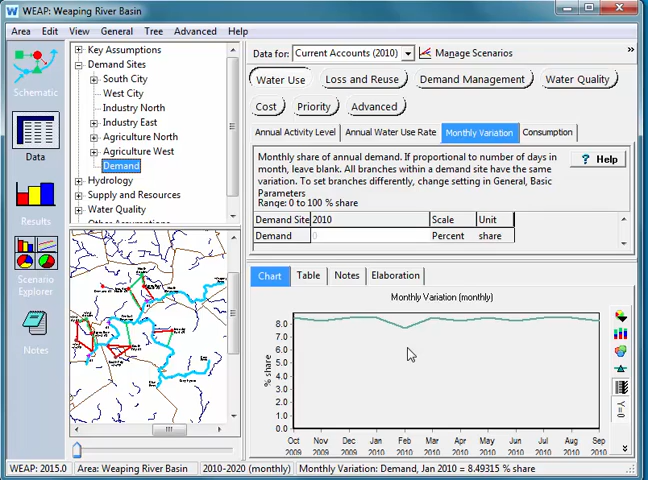 WEAP: Weaping River Basin
Area Edit View General Tree Advanced Help
Schematic
Data
Results
Scenario
Explorer
Notes
Key Assumptions
Demand Sites
South City
West City
Industry North
Industry East
Agriculture North
Agriculture West
Demand
Hydrology
Supply and Resources
Water Quality
Other Assumptions
Data for: Current Accounts (2010) Manage Scenarios »
Water Use Loss and Reuse Demand Management Water Quality
Cost Priority Advanced
Annual Activity Level Annual Water Use Rate Monthly Variation Consumption
Monthly share of annual demand. If proportional to number of days in
month, leave blank. All branches within a demand site have the same
variation. To set branches differently, change setting in General, Basic
Parameters
Range: 0 to 100 % share
? Help
Demand Site 2010 Scale Unit
Demand 0 Percent share
Chart Table Notes Elaboration
Monthly Variation (monthly)
% share
8.0
7.0
6.0
5.0
4.0
3.0
2.0
1.0
0.0
Oct Nov Dec Jan Feb Mar Apr May Jun Jul Aug Sep
2009 2009 2009 2010 2010 2010 2010 2010 2010 2010 2010 2010
Y=0
WEAP: 2015.0 Area: Weaping River Basin 2010-2020 (monthly) Monthly Variation: Demand, Jan 2010 = 8.49315 % share